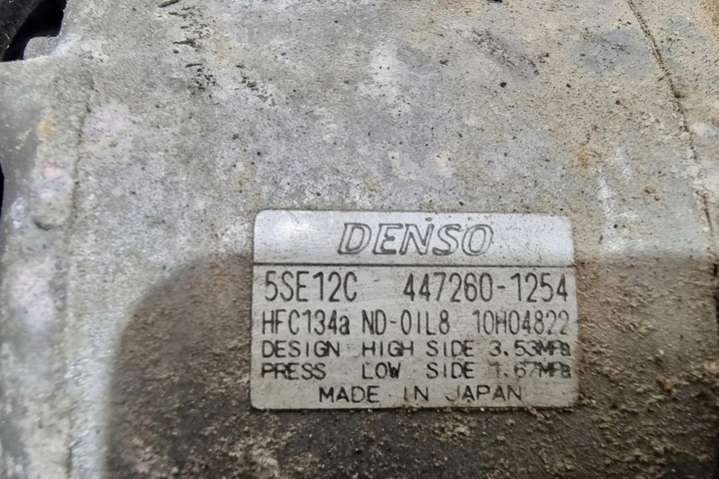 DENSO
5SE12C 447260-1254
HFC134a ND-OIL8 10H04822
DESIGN HIGH SIDE 3.53MPa
PRESS LOW SIDE 1.67MPa
MADE IN JAPAN